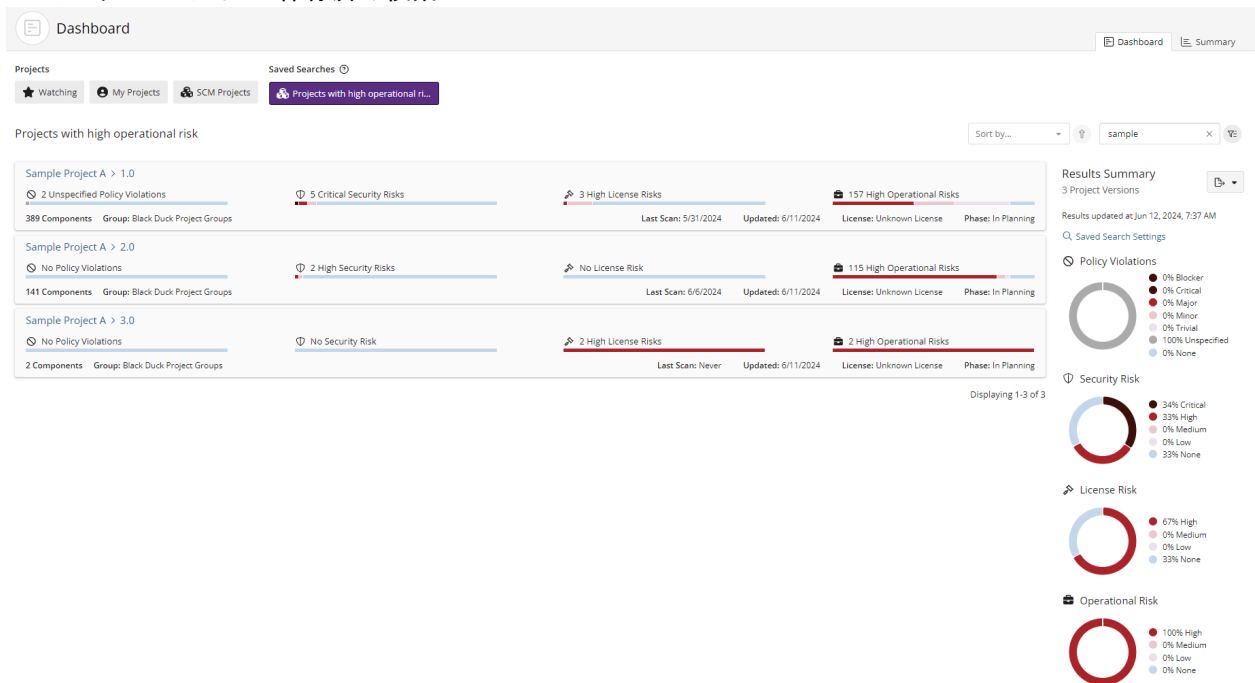 Dashboard
Dashboard
Summary
Projects
Saved Searches
Watching
My Projects
SCM Projects
Projects with high operational ri...
Projects with high operational risk
Sort by...
sample
Sample Project A > 1.0
2 Unspecified Policy Violations
5 Critical Security Risks
3 High License Risks
157 High Operational Risks
389 Components Group: Black Duck Project Groups
Last Scan: 5/31/2024 Updated: 6/11/2024 License: Unknown License Phase: In Planning
Sample Project A > 2.0
No Policy Violations
2 High Security Risks
No License Risk
115 High Operational Risks
141 Components Group: Black Duck Project Groups
Last Scan: 6/6/2024 Updated: 6/11/2024 License: Unknown License Phase: In Planning
Sample Project A > 3.0
No Policy Violations
No Security Risk
2 High License Risks
2 High Operational Risks
2 Components Group: Black Duck Project Groups
Last Scan: Never Updated: 6/11/2024 License: Unknown License Phase: In Planning
Displaying 1-3 of 3
Results Summary
3 Project Versions
Results updated at Jun 12, 2024, 7:37 AM
Saved Search Settings
Policy Violations
0% Blocker
0% Critical
0% Major
0% Minor
0% Trivial
100% Unspecified
0% None
Security Risk
34% Critical
33% High
0% Medium
0% Low
33% None
License Risk
67% High
0% Medium
0% Low
33% None
Operational Risk
100% High
0% Medium
0% Low
0% None